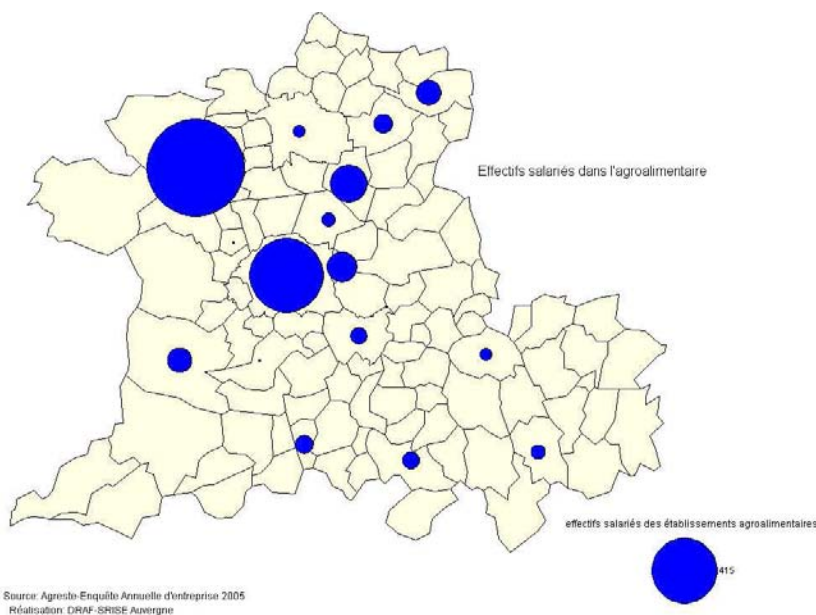 Effectifs salariés dans l'agroalimentaire
effectifs salariés des établissements agroalimentaires
415
Source: Agreste-Enquête Annuelle d'entreprise 2005
Réalisation: DRAF-SRISE Auvergne